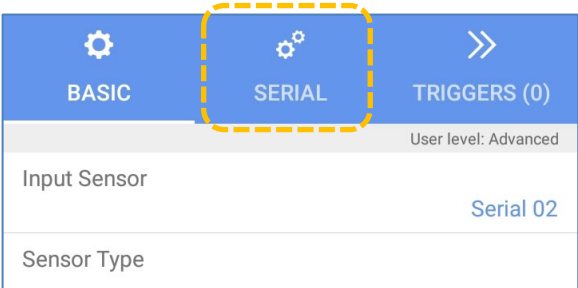 BASIC SERIAL TRIGGERS (0)
User level: Advanced
Input Sensor
Serial 02
Sensor Type